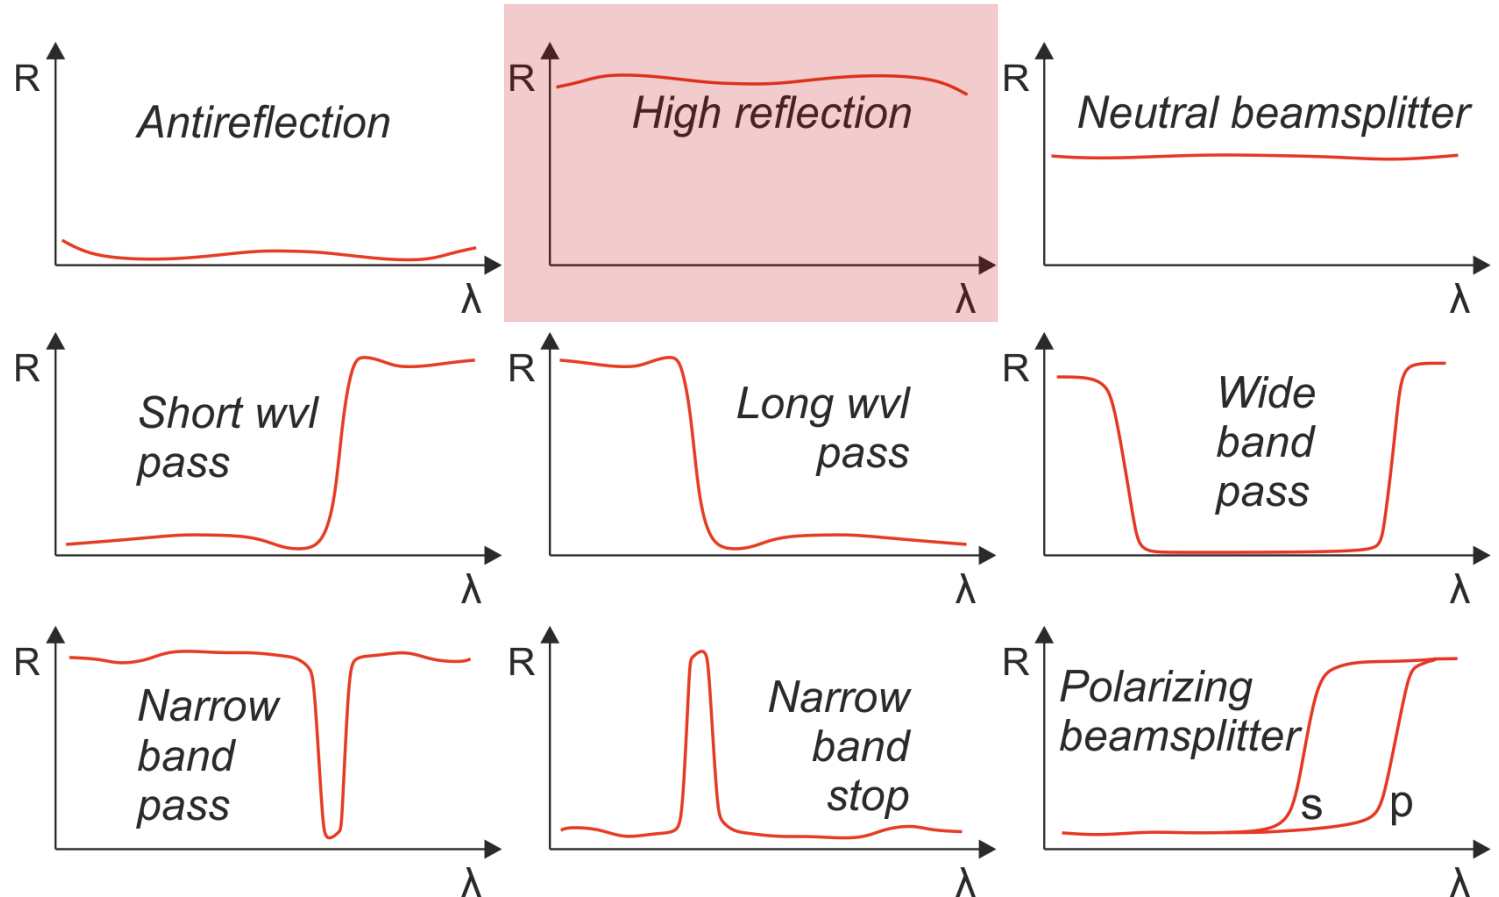 R
Antireflection
λ
R
High reflection
λ
R
Neutral beamsplitter
λ
R
Short wvl
pass
λ
R
Long wvl
pass
λ
R
Wide
band
pass
λ
R
Narrow
band
pass
λ
R
Narrow
band
stop
λ
R
Polarizing
beamsplitter
s
p
λ